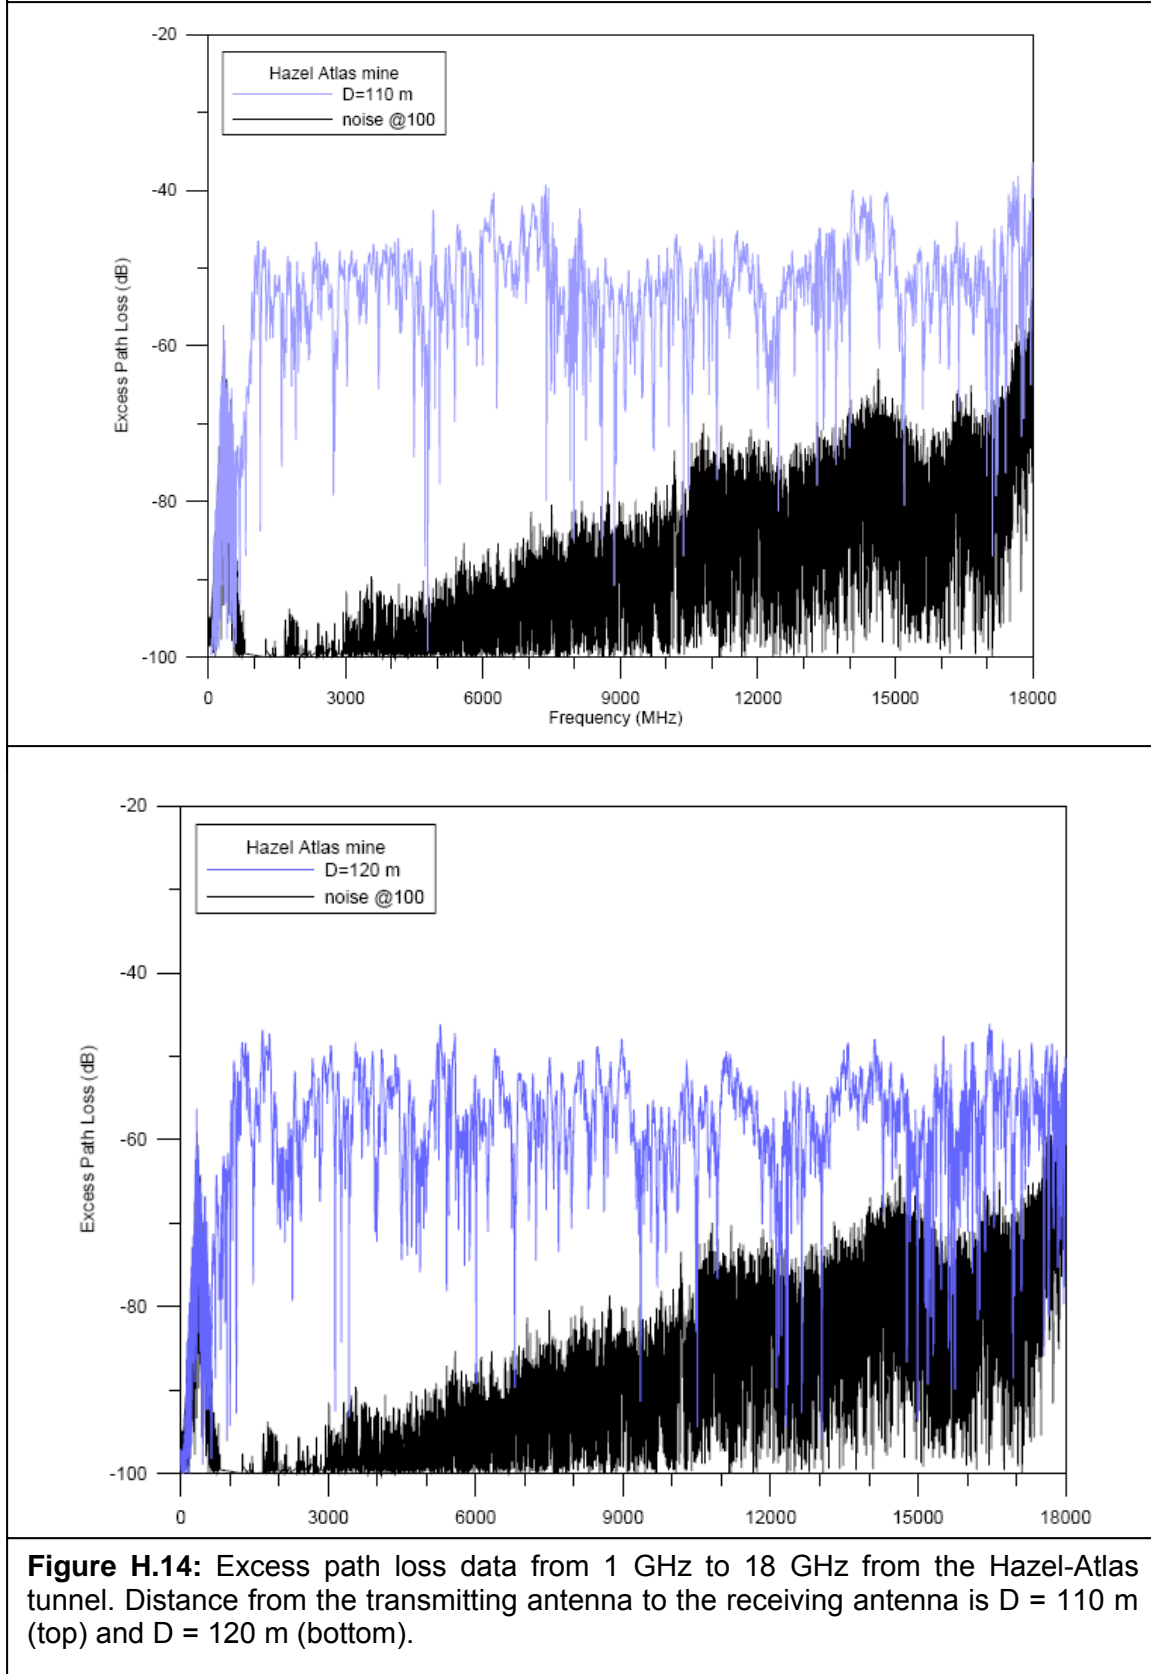 -20
Hazel Atlas mine
D=110 m
noise @100
-40
-60
-80
-100
Excess Path Loss (dB)
0 3000 6000 9000 12000 15000 18000
Frequency (MHz)
-20
Hazel Atlas mine
D=120 m
noise @100
-40
-60
-80
-100
Excess Path Loss (dB)
0 3000 6000 9000 12000 15000 18000
Figure H.14: Excess path loss data from 1 GHz to 18 GHz from the Hazel-Atlas
tunnel. Distance from the transmitting antenna to the receiving antenna is D = 110 m
(top) and D = 120 m (bottom).